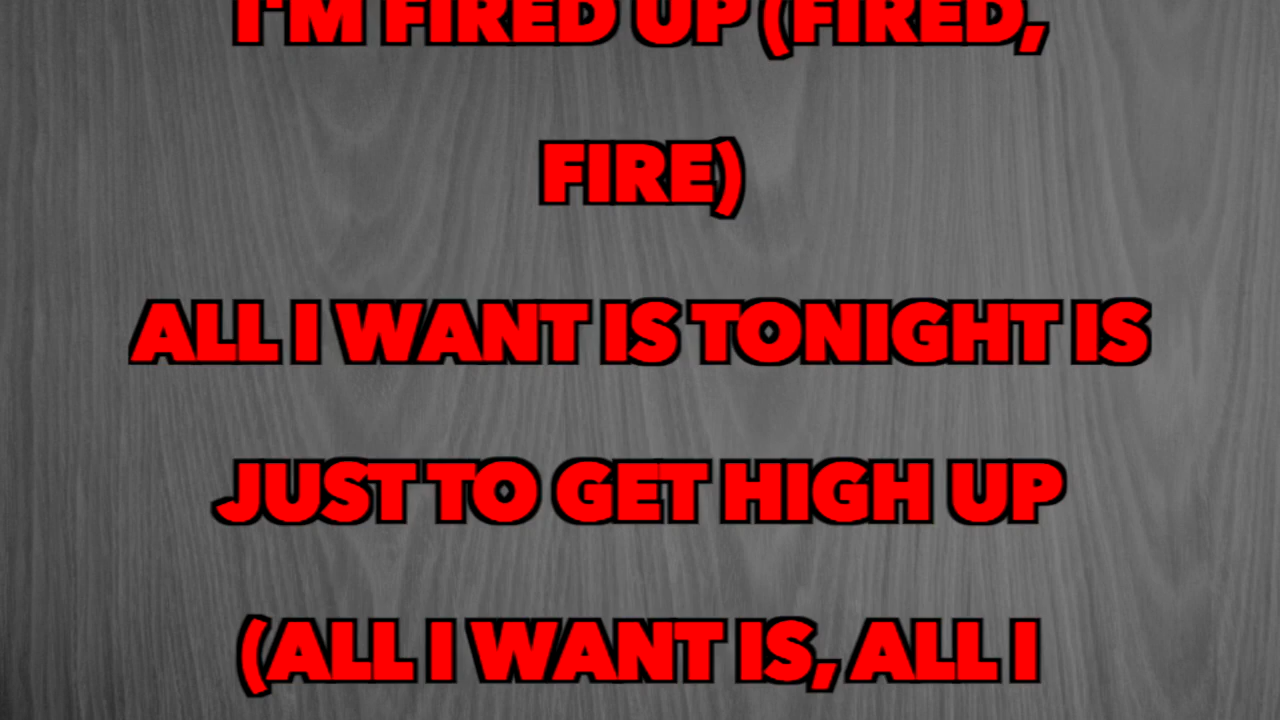 I'M FIRED UP (FIRED,
FIRE)
ALL I WANT IS TONIGHT IS
JUST TO GET HIGH UP
(ALL I WANT IS, ALL I